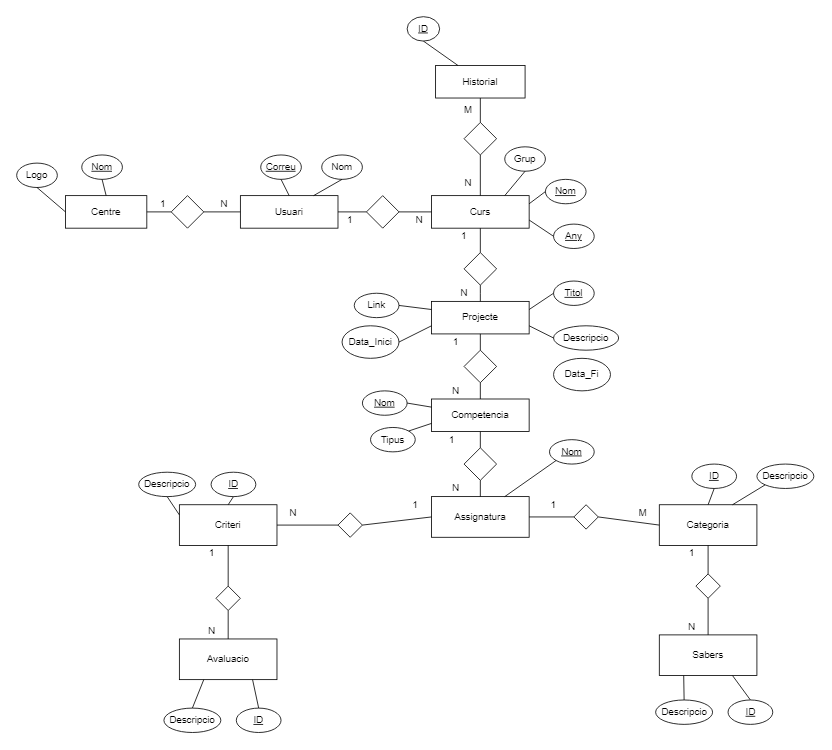 ID
Historial
M
N
Grup
Logo
Nom
Correu
Nom
Nom
Centre
1
N
Usuari
1
N
Curs
Any
1
N
Link
Titol
Projecte
Data_Inici
Descripcio
1
Data_Fi
N
Nom
Competencia
Tipus
1
Nom
N
Descripcio
ID
ID
Descripcio
Criteri
N
1
Assignatura
1
M
Categoria
1
1
N
N
Avaluacio
Sabers
Descripcio
ID
Descripcio
ID